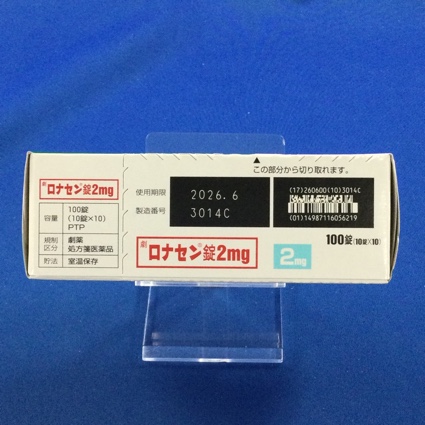 劇 ロナセン®錠2mg
容量 100錠 (10錠×10) PTP
規制区分 劇薬 処方箋医薬品
貯法 室温保存
使用期限 2026.6
製造番号 3014C
▲
この部分から切り取れます。
(17)260600(10)3014C
(01)14987116056219
劇 ロナセン®錠2mg
2mg
100錠(10錠×10)